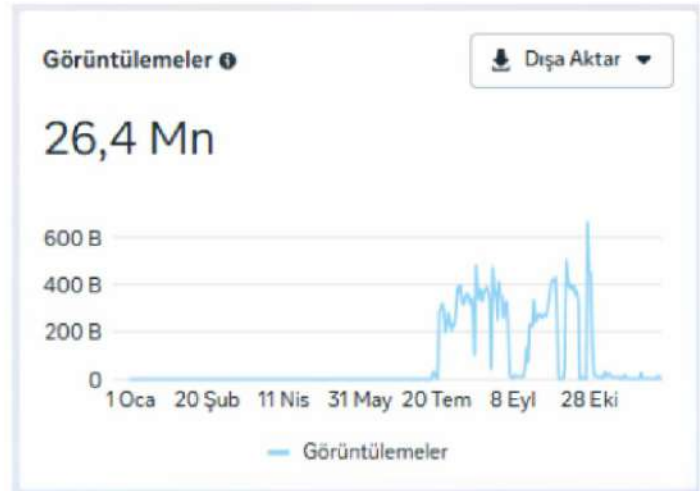 Görüntülemeler
Dışa Aktar
26,4 Mn
600 B
400 B
200 B
0
1 Oca 20 Şub 11 Nis 31 May 20 Tem 8 Eyl 28 Eki
Görüntülemeler